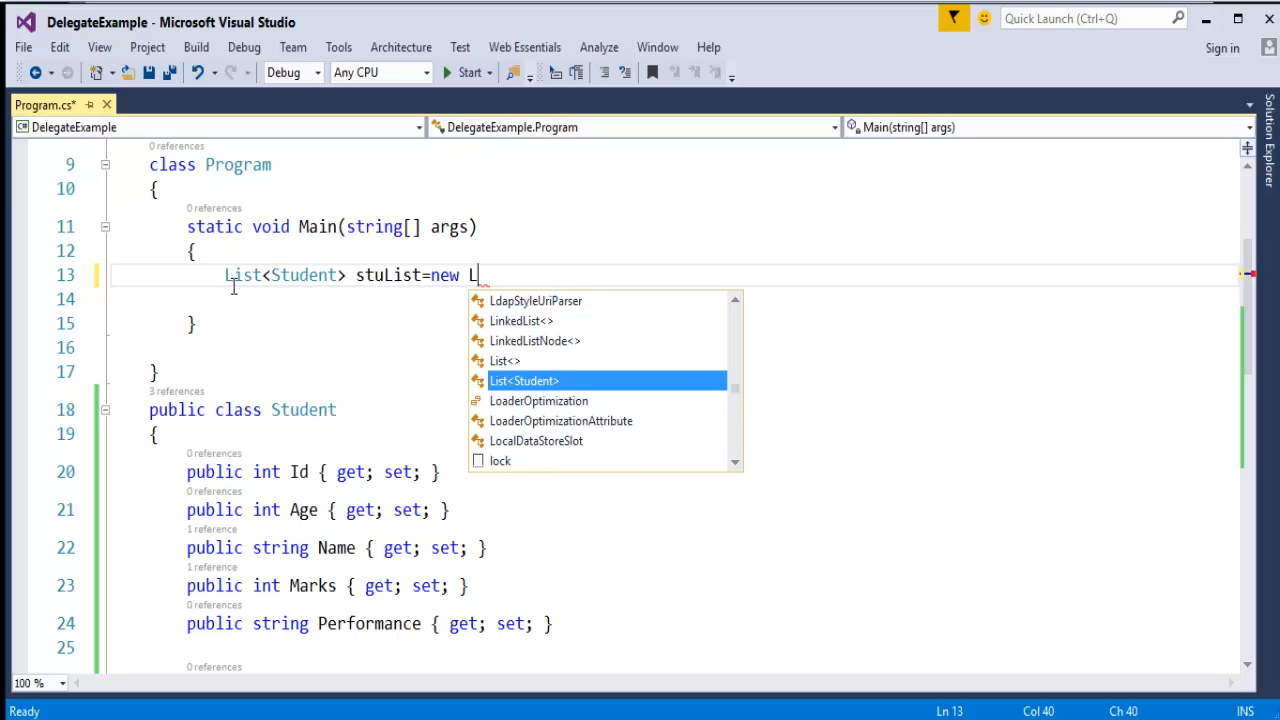 DelegateExample - Microsoft Visual Studio
Quick Launch (Ctrl+Q)
File Edit View Project Build Debug Team Tools Architecture Test Web Essentials Analyze Window Help
Sign in
Debug Any CPU Start
Program.cs*
DelegateExample DelegateExample.Program Main(string[] args)
Solution Explorer
0 references
9 class Program
10 {
0 references
11 static void Main(string[] args)
12 {
13 List<Student> stuList=new L
14
15 }
16
17 }
3 references
18 public class Student
19 {
0 references
20 public int Id { get; set; }
0 references
21 public int Age { get; set; }
1 reference
22 public string Name { get; set; }
1 reference
23 public int Marks { get; set; }
0 references
24 public string Performance { get; set; }
25
0 references
LdapStyleUriParser
LinkedList<>
LinkedListNode<>
List<>
List<Student>
LoaderOptimization
LoaderOptimizationAttribute
LocalDataStoreSlot
lock
100 %
Ready Ln 13 Col 40 Ch 40 INS